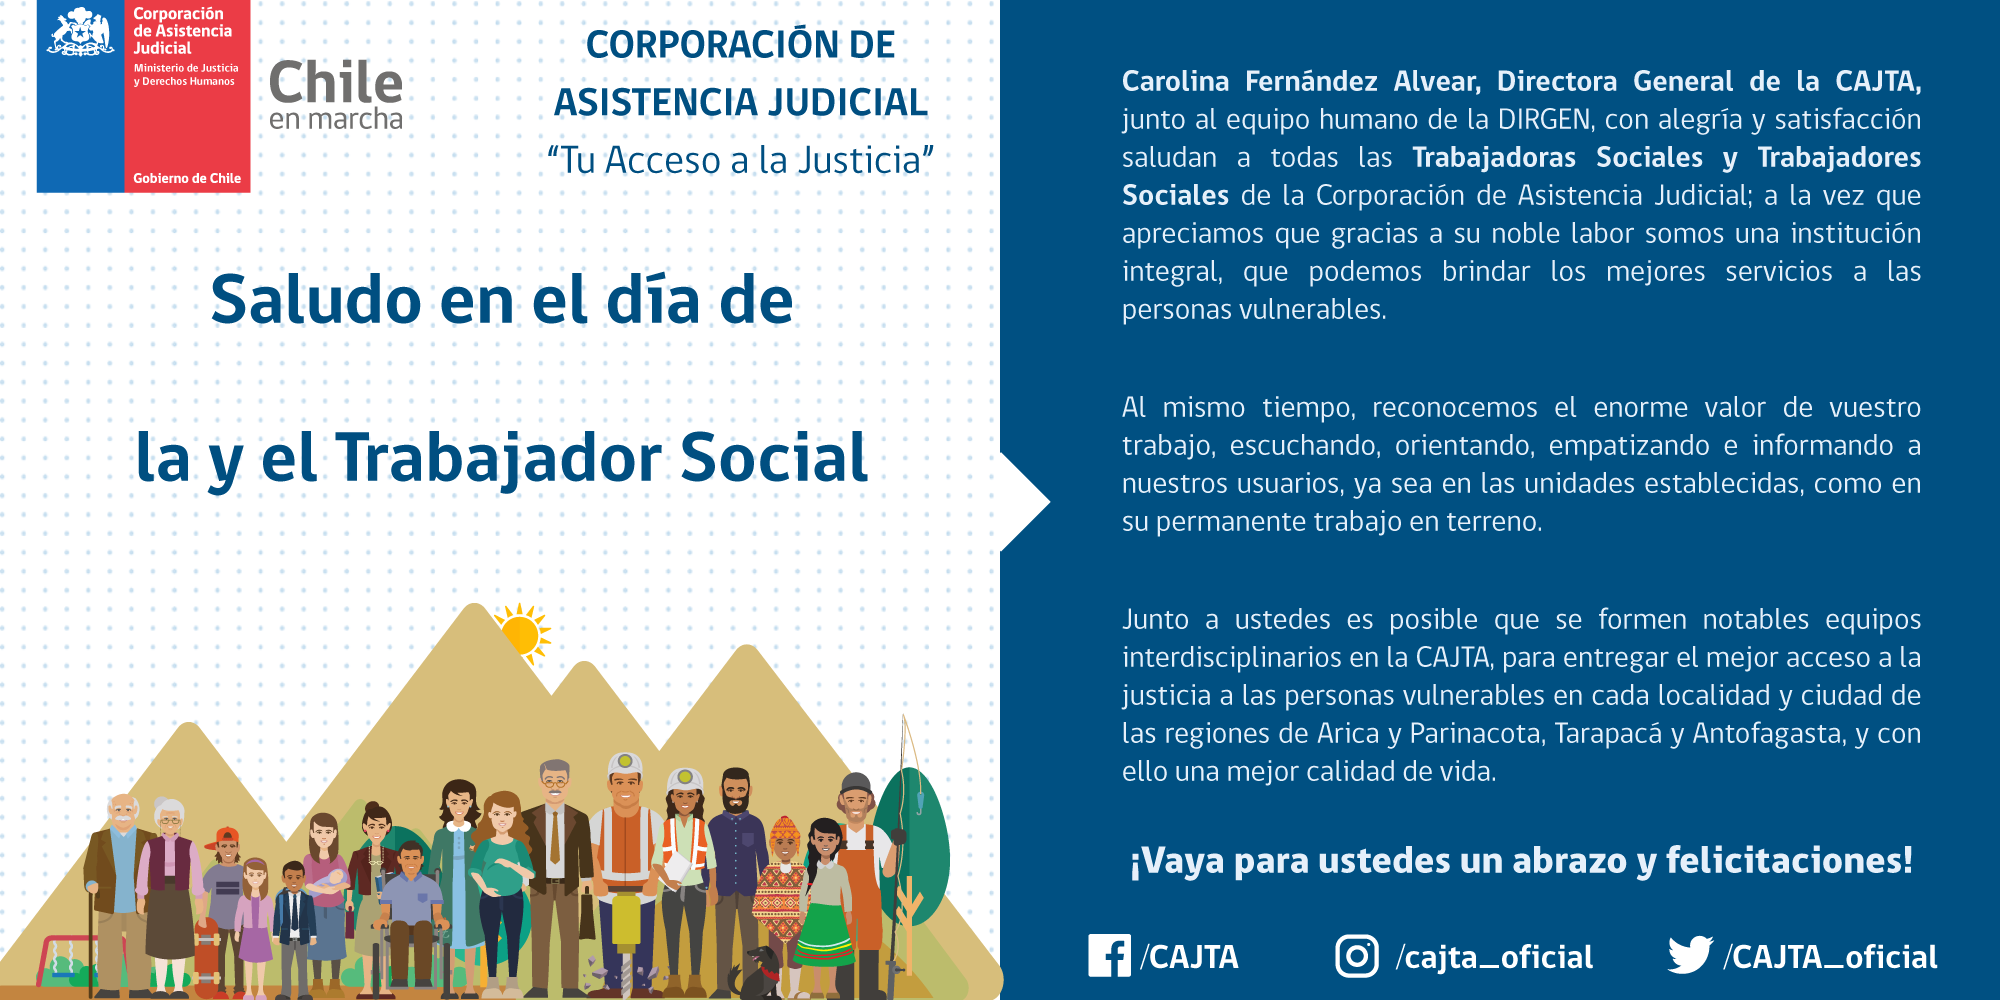 Corporación
de Asistencia
Judicial
Ministerio de Justicia
y Derechos Humanos
Gobierno de Chile
Chile
en marcha
CORPORACIÓN DE
ASISTENCIA JUDICIAL
“Tu Acceso a la Justicia”
Saludo en el día de
la y el Trabajador Social
Carolina Fernández Alvear, Directora General de la CAJTA,
junto al equipo humano de la DIRGEN, con alegría y satisfacción
saludan a todas las Trabajadoras Sociales y Trabajadores
Sociales de la Corporación de Asistencia Judicial; a la vez que
apreciamos que gracias a su noble labor somos una institución
integral, que podemos brindar los mejores servicios a las
personas vulnerables.
Al mismo tiempo, reconocemos el enorme valor de vuestro
trabajo, escuchando, orientando, empatizando e informando a
nuestros usuarios, ya sea en las unidades establecidas, como en
su permanente trabajo en terreno.
Junto a ustedes es posible que se formen notables equipos
interdisciplinarios en la CAJTA, para entregar el mejor acceso a la
justicia a las personas vulnerables en cada localidad y ciudad de
las regiones de Arica y Parinacota, Tarapacá y Antofagasta, y con
ello una mejor calidad de vida.
¡Vaya para ustedes un abrazo y felicitaciones!
/CAJTA
/cajta_oficial
/CAJTA_oficial